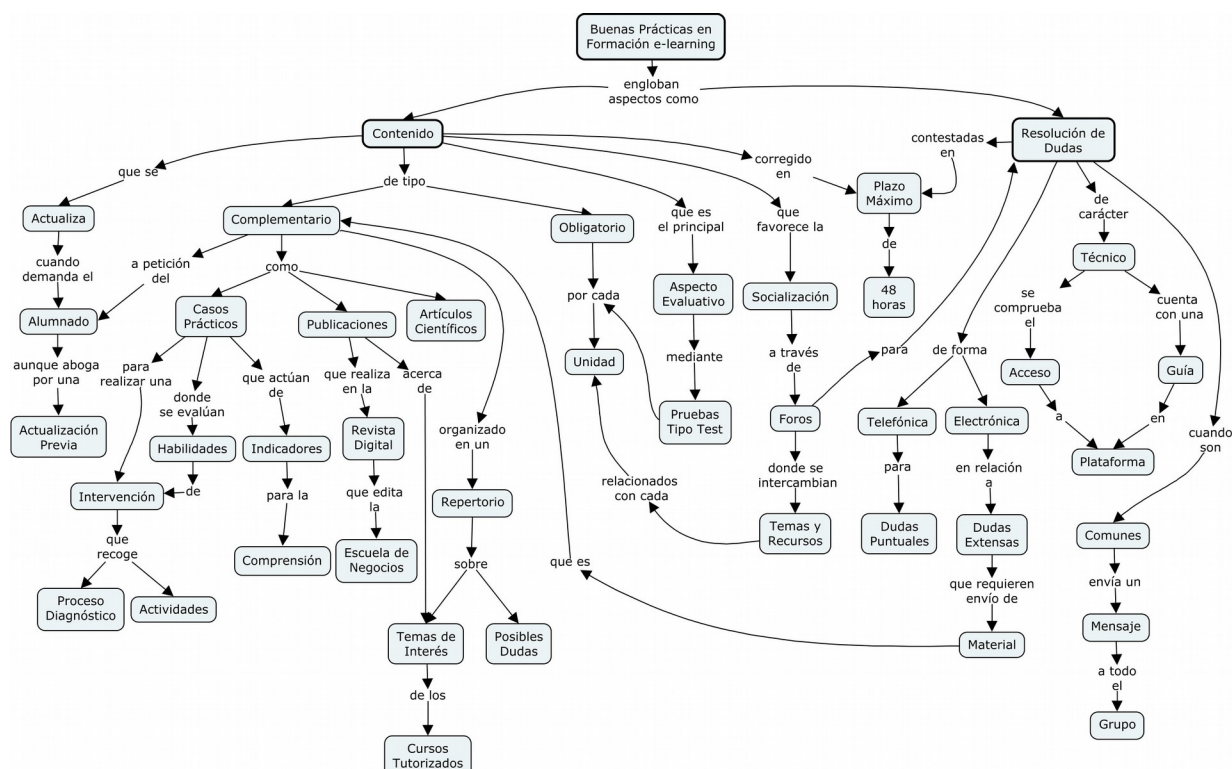 Buenas Prácticas en
Formación e-learning
engloban
aspectos como
Contenido
Resolución de
Dudas
contestadas
en
corregido
en
Plazo
Máximo
de
48
horas
que se
Actualiza
cuando
demanda el
Alumnado
aunque aboga
por una
Actualización
Previa
de tipo
Complementario
Obligatorio
a petición
del
como
Casos
Prácticos
Publicaciones
Artículos
Científicos
para
realizar una
donde
se evalúan
que actúan
de
Habilidades
de
Intervención
que
recoge
Proceso
Diagnóstico
Actividades
Indicadores
para la
Comprensión
que realiza
en la
Revista
Digital
que edita
la
Escuela de
Negocios
acerca
de
organizado
en un
Repertorio
sobre
Temas de
Interés
Posibles
Dudas
de los
Cursos
Tutorizados
por cada
Unidad
que es
el principal
Aspecto
Evaluativo
mediante
Pruebas
Tipo Test
que
favorece la
Socialización
a través
de
Foros
para
donde se
intercambian
Temas y
Recursos
relacionados
con cada
de forma
Telefónica
para
Dudas
Puntuales
Electrónica
en relación
a
Dudas
Extensas
que requieren
envío de
Material
que es
de
carácter
Técnico
se
comprueba
el
Acceso
a
cuenta
con una
Guía
en
Plataforma
cuando
son
Comunes
envía un
Mensaje
a todo
el
Grupo